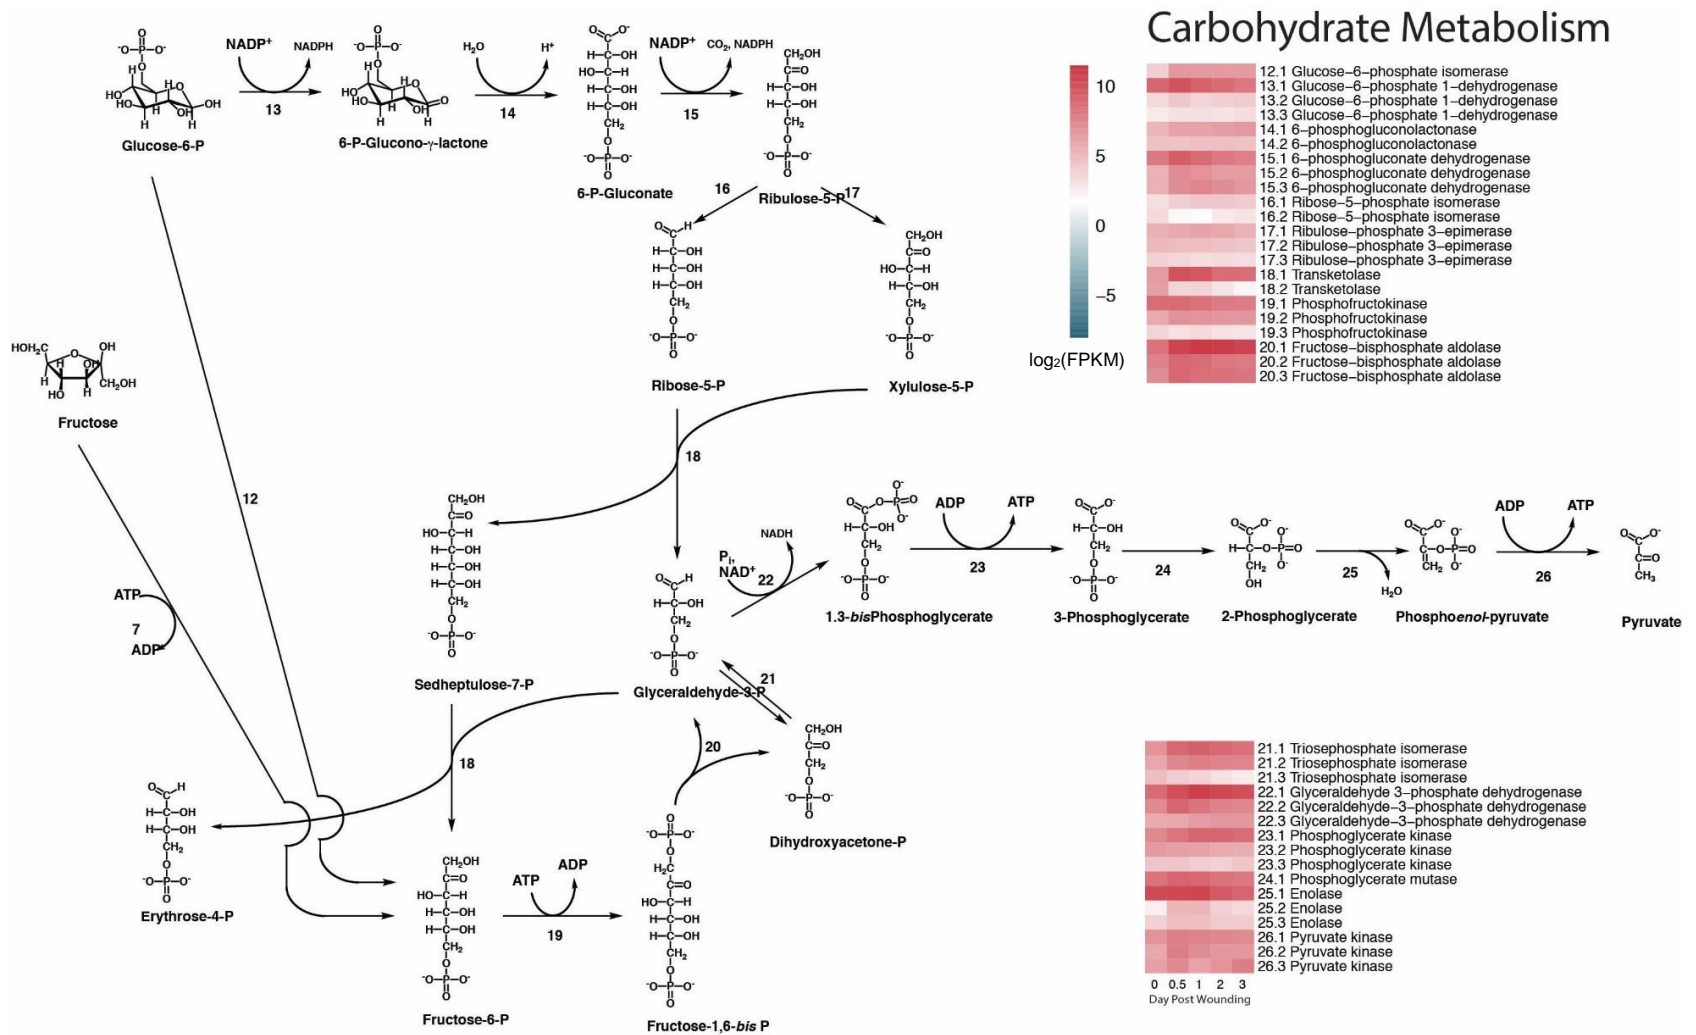 Carbohydrate Metabolism
NADP⁺ NADPH
13
Glucose-6-P
H₂O H⁺
14
6-P-Glucono-γ-lactone
NADP⁺ CO₂, NADPH
15
6-P-Gluconate
Ribulose-5-P
16
17
Ribose-5-P
Xylulose-5-P
Fructose
12
18
ATP
7
ADP
Sedheptulose-7-P
Glyceraldehyde-3-P
Pᵢ,
NAD⁺
NADH
22
1.3-bisPhosphoglycerate
ADP ATP
23
3-Phosphoglycerate
24
2-Phosphoglycerate
25
H₂O
Phosphoenol-pyruvate
ADP ATP
26
Pyruvate
21
20
Dihydroxyacetone-P
18
Erythrose-4-P
Fructose-6-P
ATP ADP
19
Fructose-1,6-bis P
10
5
0
−5
log₂(FPKM)
12.1 Glucose−6−phosphate isomerase
13.1 Glucose−6−phosphate 1−dehydrogenase
13.2 Glucose−6−phosphate 1−dehydrogenase
13.3 Glucose−6−phosphate 1−dehydrogenase
14.1 6−phosphogluconolactonase
14.2 6−phosphogluconolactonase
15.1 6−phosphogluconate dehydrogenase
15.2 6−phosphogluconate dehydrogenase
15.3 6−phosphogluconate dehydrogenase
16.1 Ribose−5−phosphate isomerase
16.2 Ribose−5−phosphate isomerase
17.1 Ribulose−phosphate 3−epimerase
17.2 Ribulose−phosphate 3−epimerase
17.3 Ribulose−phosphate 3−epimerase
18.1 Transketolase
18.2 Transketolase
19.1 Phosphofructokinase
19.2 Phosphofructokinase
19.3 Phosphofructokinase
20.1 Fructose−bisphosphate aldolase
20.2 Fructose−bisphosphate aldolase
20.3 Fructose−bisphosphate aldolase
21.1 Triosephosphate isomerase
21.2 Triosephosphate isomerase
21.3 Triosephosphate isomerase
22.1 Glyceraldehyde 3−phosphate dehydrogenase
22.2 Glyceraldehyde−3−phosphate dehydrogenase
22.3 Glyceraldehyde−3−phosphate dehydrogenase
23.1 Phosphoglycerate kinase
23.2 Phosphoglycerate kinase
23.3 Phosphoglycerate kinase
24.1 Phosphoglycerate mutase
25.1 Enolase
25.2 Enolase
25.3 Enolase
26.1 Pyruvate kinase
26.2 Pyruvate kinase
26.3 Pyruvate kinase
0 0.5 1 2 3
Day Post Wounding